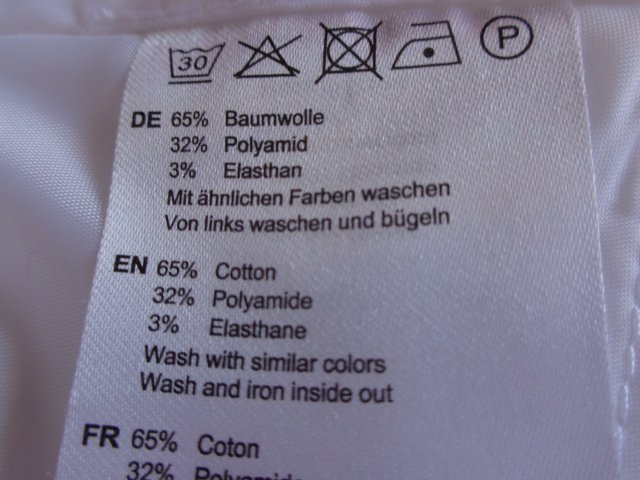 30 P
DE 65% Baumwolle
32% Polyamid
3% Elasthan
Mit ähnlichen Farben waschen
Von links waschen und bügeln
EN 65% Cotton
32% Polyamide
3% Elasthane
Wash with similar colors
Wash and iron inside out
FR 65% Coton
32%